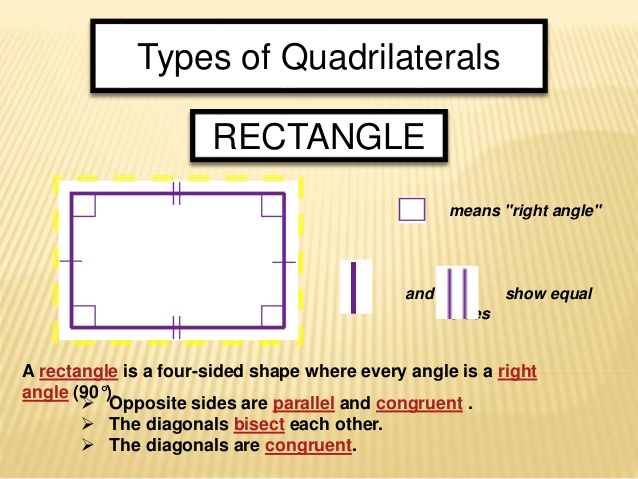 Types of Quadrilaterals
RECTANGLE
means "right angle"
and show equal
A rectangle is a four-sided shape where every angle is a right
angle (90°).
➢ Opposite sides are parallel and congruent .
➢ The diagonals bisect each other.
➢ The diagonals are congruent.